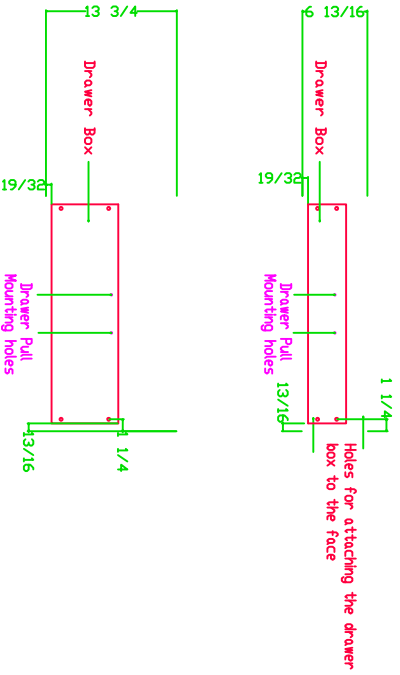 13 3/4
Drawer Box
19/32
Drawer Pull
Mounting holes
13/16
1 1/4
6 13/16
Drawer Box
19/32
Drawer Pull
Mounting holes
13/16
1 1/4
Holes for attaching the drawer
box to the face